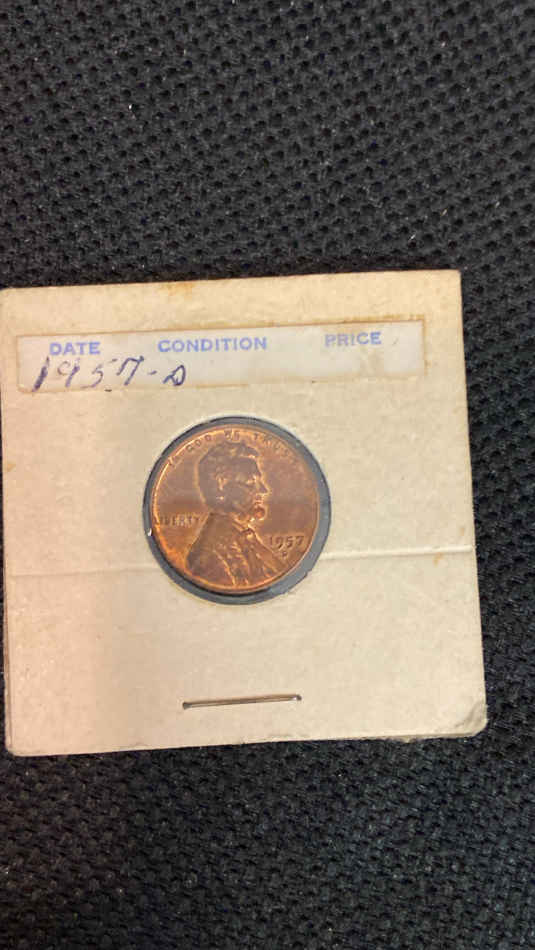 DATE CONDITION PRICE
1957-D
IN GOD WE TRUST
LIBERTY
1957
D